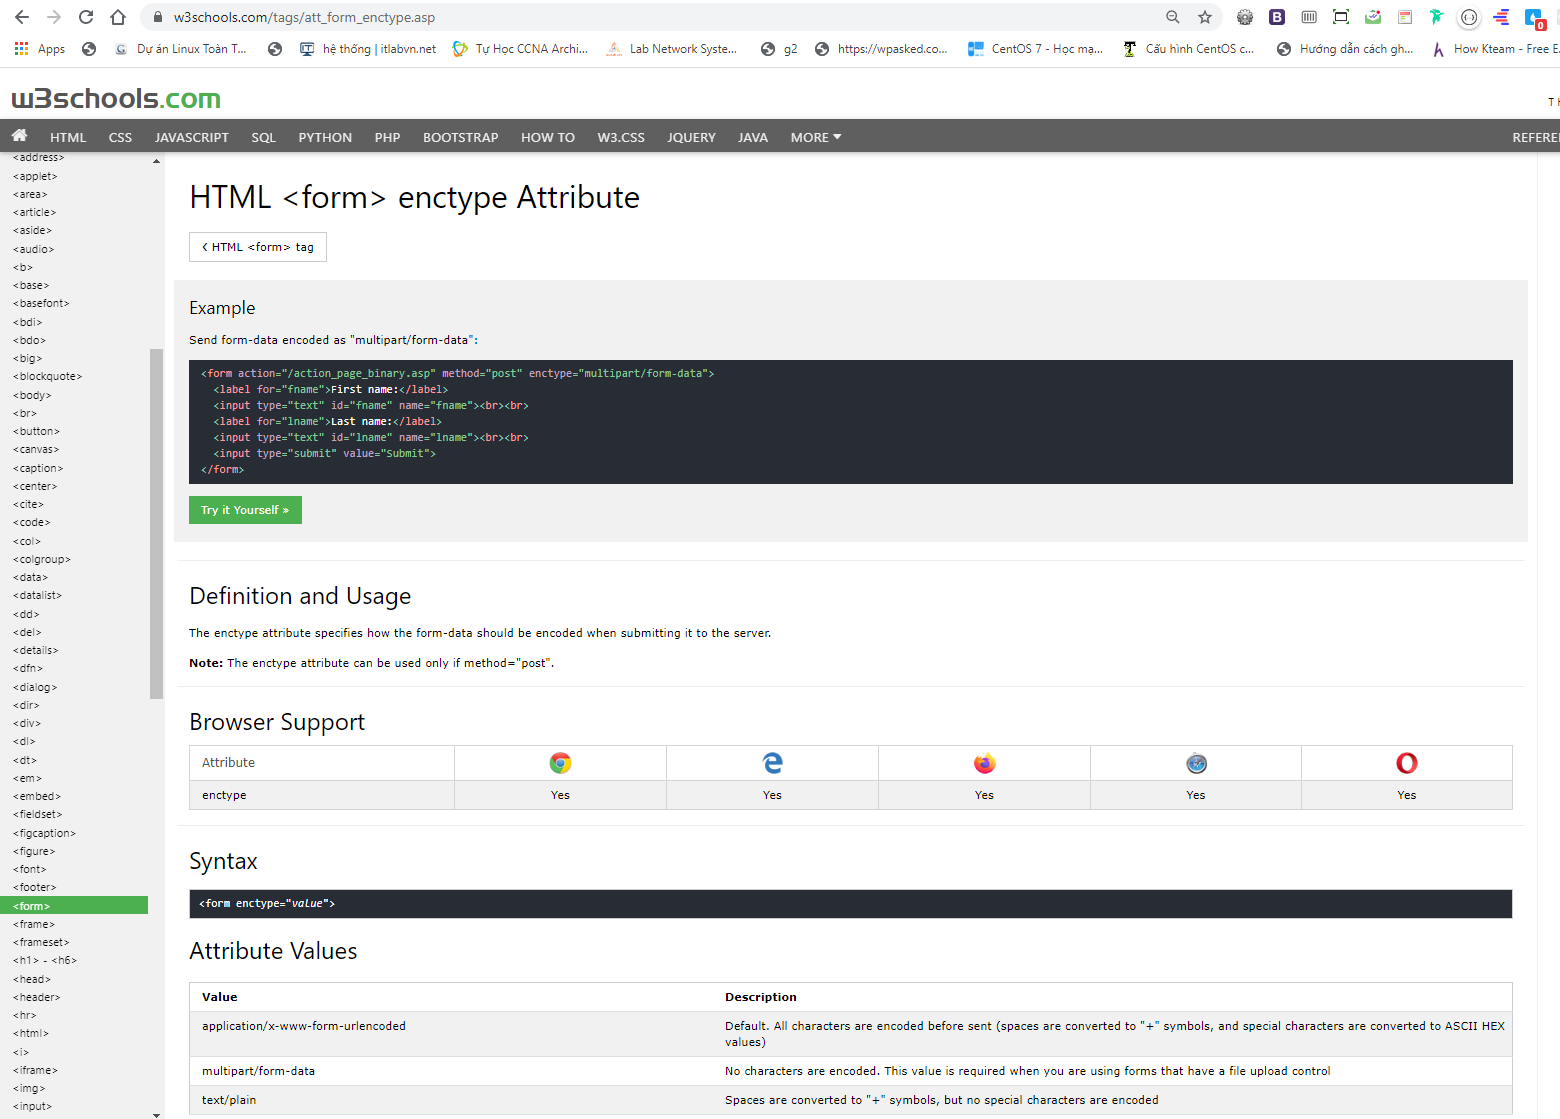 w3schools.com/tags/att_form_enctype.asp
0
Apps
Dự án Linux Toàn T...
hệ thống | itlabvn.net
Tự Học CCNA Archi...
Lab Network Syste...
g2
https://wpasked.co...
CentOS 7 - Học mạ...
Cấu hình CentOS c...
Hướng dẫn cách gh...
How Kteam - Free E
w3schools.com
T H
HTML CSS JAVASCRIPT SQL PYTHON PHP BOOTSTRAP HOW TO W3.CSS JQUERY JAVA MORE REFERE
<address>
<applet>
<area>
<article>
<aside>
<audio>
<b>
<base>
<basefont>
<bdi>
<bdo>
<big>
<blockquote>
<body>
<br>
<button>
<canvas>
<caption>
<center>
<cite>
<code>
<col>
<colgroup>
<data>
<datalist>
<dd>
<del>
<details>
<dfn>
<dialog>
<dir>
<div>
<dl>
<dt>
<em>
<embed>
<fieldset>
<figcaption>
<figure>
<font>
<footer>
<form>
<frame>
<frameset>
<h1> - <h6>
<head>
<header>
<hr>
<html>
<i>
<iframe>
<img>
<input>
HTML <form> enctype Attribute
❮ HTML <form> tag
Example
Send form-data encoded as "multipart/form-data":
<form action="/action_page_binary.asp" method="post" enctype="multipart/form-data">
<label for="fname">First name:</label>
<input type="text" id="fname" name="fname"><br><br>
<label for="lname">Last name:</label>
<input type="text" id="lname" name="lname"><br><br>
<input type="submit" value="Submit">
</form>
Try it Yourself »
Definition and Usage
The enctype attribute specifies how the form-data should be encoded when submitting it to the server.
Note: The enctype attribute can be used only if method="post".
Browser Support
Attribute
enctype Yes Yes Yes Yes Yes
Syntax
<form enctype="value">
Attribute Values
Value Description
application/x-www-form-urlencoded Default. All characters are encoded before sent (spaces are converted to "+" symbols, and special characters are converted to ASCII HEX
values)
multipart/form-data No characters are encoded. This value is required when you are using forms that have a file upload control
text/plain Spaces are converted to "+" symbols, but no special characters are encoded